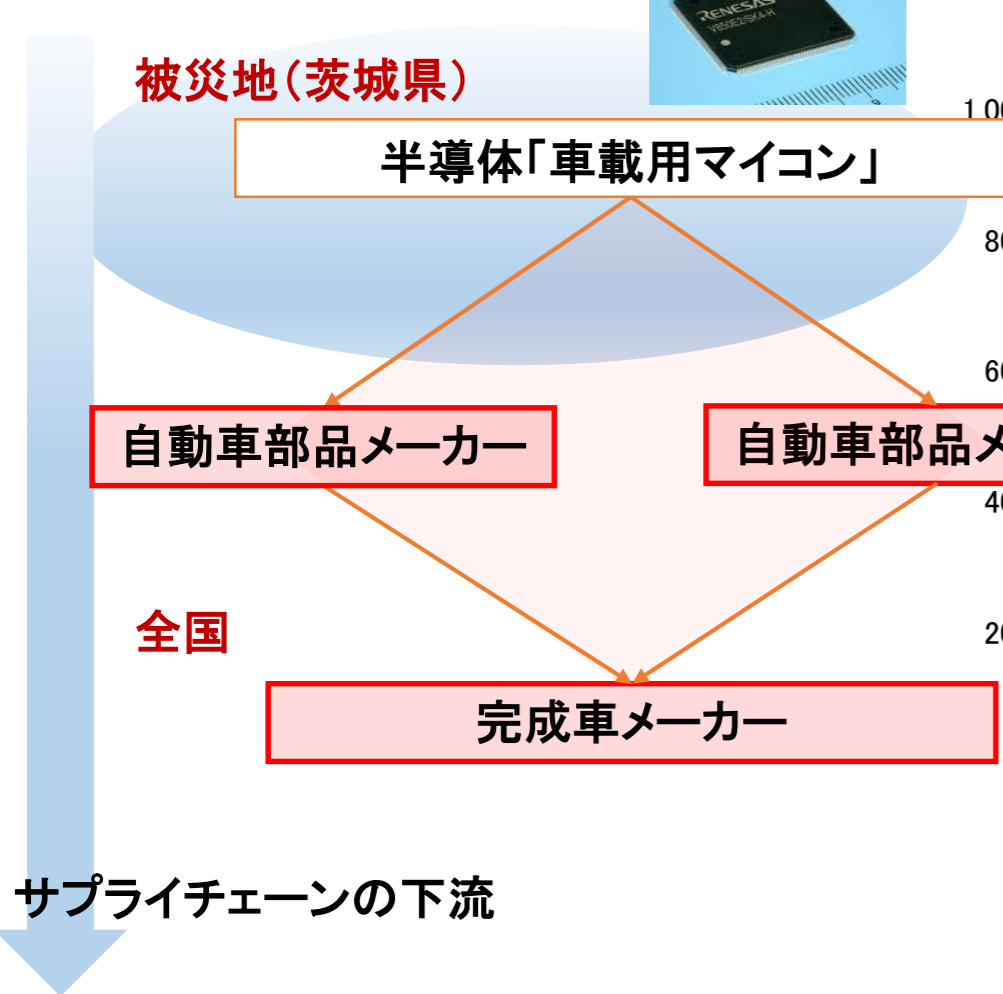 RENESAS
V850E2/SK4-H
被災地（茨城県）
半導体「車載用マイコン」
自動車部品メーカー
自動車部品メ
全国
完成車メーカー
サプライチェーンの下流